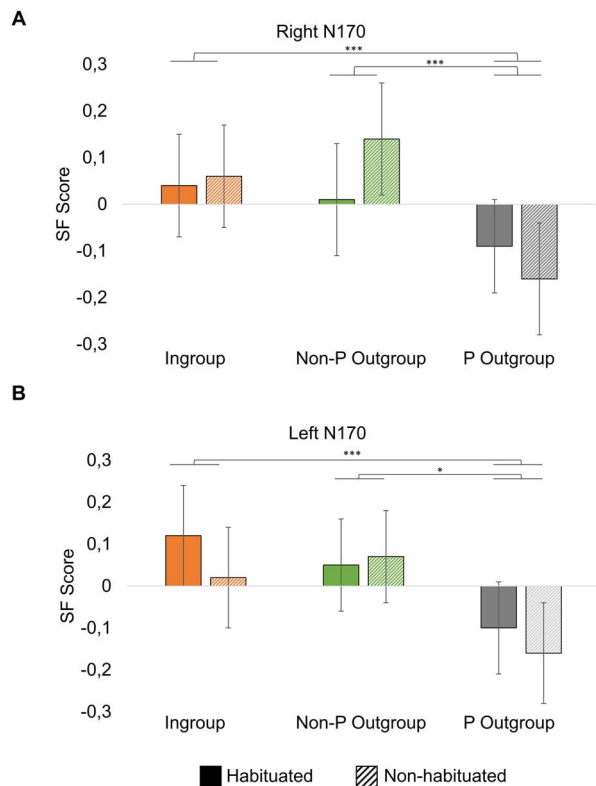 A
Right N170
***
***
0,3
0,2
0,1
0
-0,1
-0,2
-0,3
SF Score
Ingroup Non-P Outgroup P Outgroup
B
Left N170
***
*
0,3
0,2
0,1
0
-0,1
-0,2
-0,3
SF Score
Ingroup Non-P Outgroup P Outgroup
Habituated Non-habituated